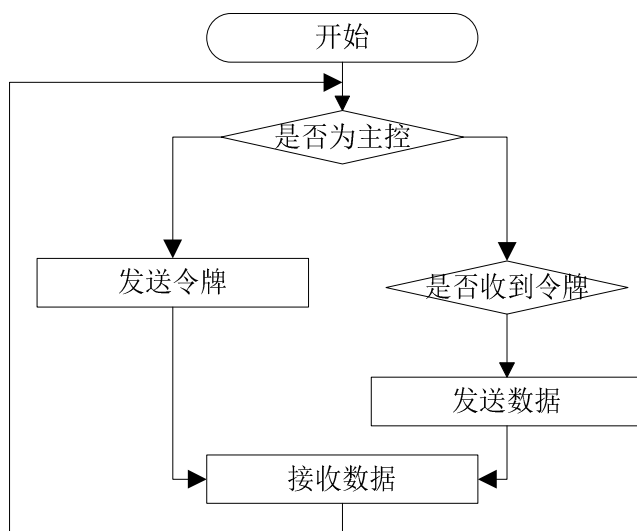 开始
是否为主控
发送令牌
是否收到令牌
发送数据
接收数据